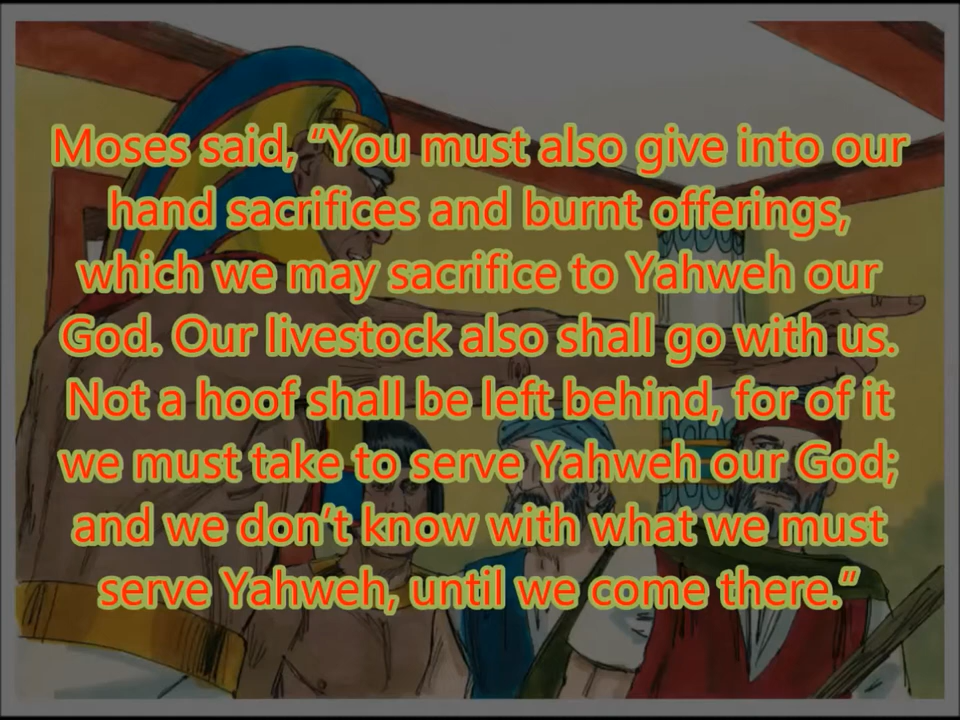 Moses said, “You must also give into our
hand sacrifices and burnt offerings,
which we may sacrifice to Yahweh our
God. Our livestock also shall go with us.
Not a hoof shall be left behind, for of it
we must take to serve Yahweh our God;
and we don’t know with what we must
serve Yahweh, until we come there.”